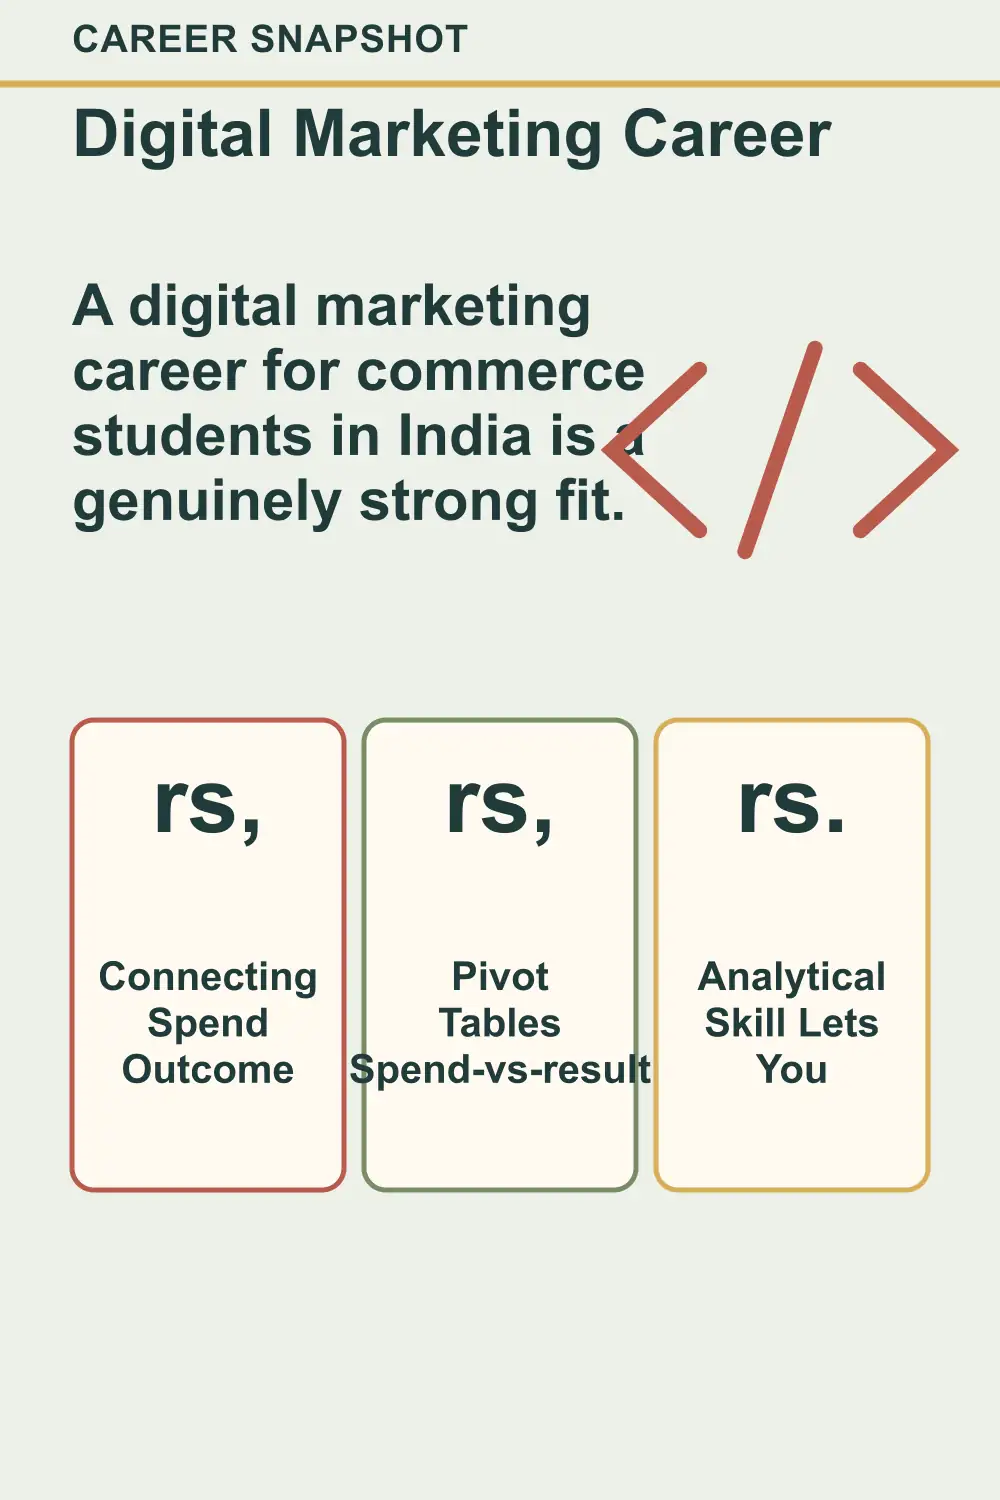 CAREER SNAPSHOT
Digital Marketing Career
A digital marketing
career for commerce
students in India is a
genuinely strong fit.
rs,
Connecting
Spend
Outcome
rs,
Pivot
Tables
Spend-vs-result
rs.
Analytical
Skill Lets
You